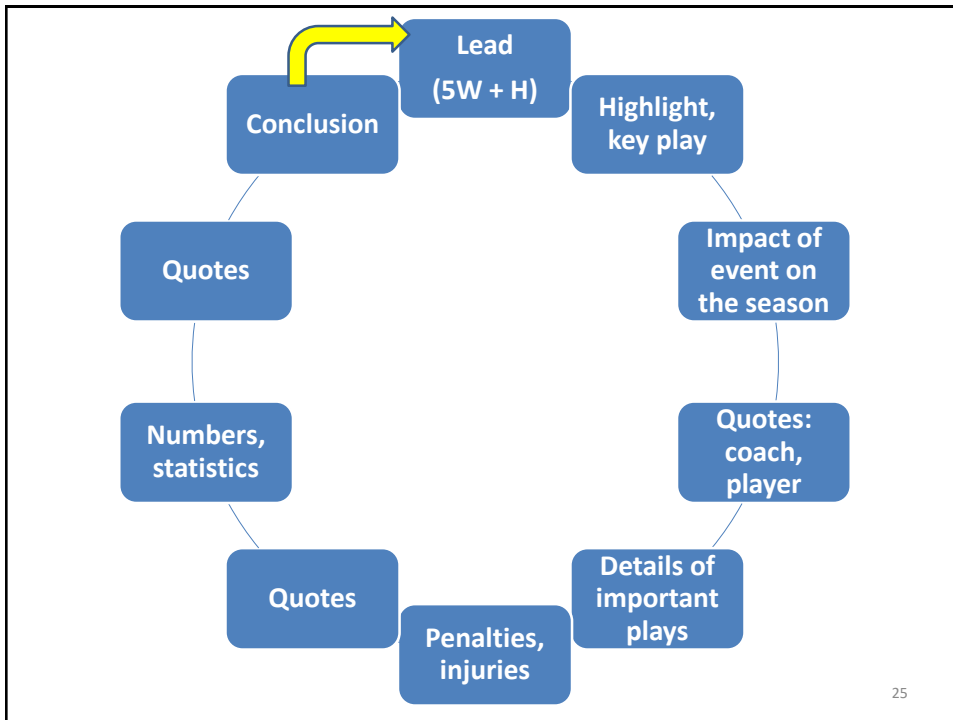 Lead
(5W + H)
Highlight,
key play
Impact of
event on
the season
Quotes:
coach,
player
Details of
important
plays
Penalties,
injuries
Quotes
Numbers,
statistics
Quotes
Conclusion
25